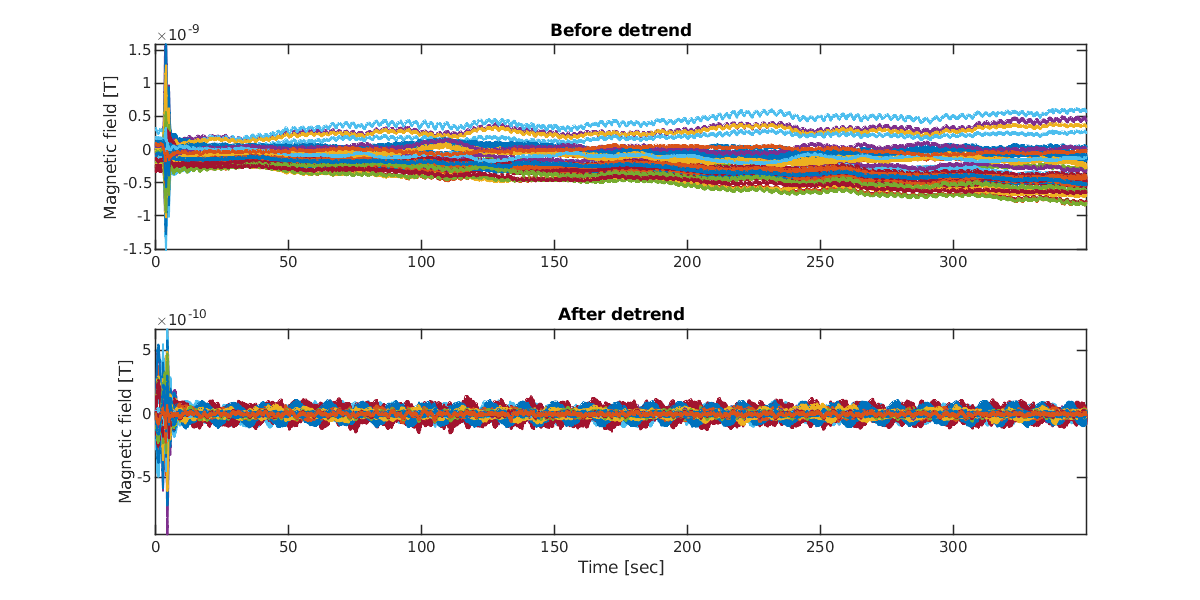 Before detrend
×10-9
Magnetic field [T]
1.5
1
0.5
0
-0.5
-1
-1.5
0 50 100 150 200 250 300
After detrend
×10-10
Magnetic field [T]
5
0
-5
0 50 100 150 200 250 300
Time [sec]